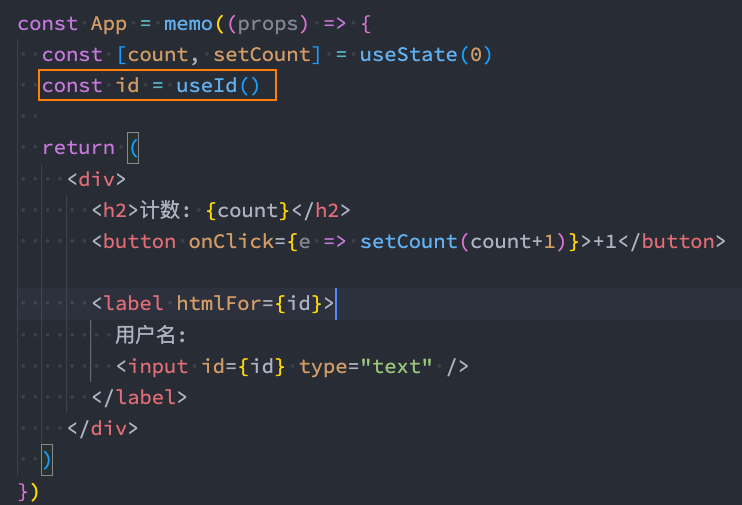 const App = memo((props) => {
  const [count, setCount] = useState(0)
  const id = useId()
  return (
    <div>
      <h2>计数: {count}</h2>
      <button onClick={e => setCount(count+1)}>+1</button>
      <label htmlFor={id}>
        用户名:
        <input id={id} type="text" />
      </label>
    </div>
  )
})